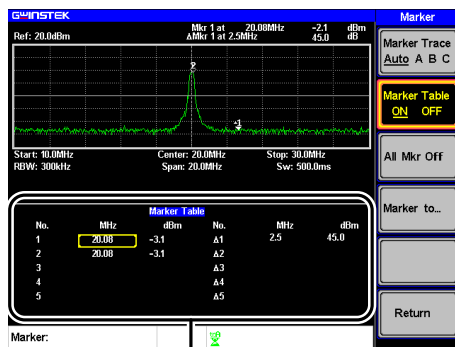 GWINSTEK
Ref: 20.0dBm
Mkr 1 at 20.08MHz -2.1 dBm
ΔMkr 1 at 2.5MHz 45.0 dB
2
1
Start: 10.0MHz Center: 20.0MHz Stop: 30.0MHz
RBW: 300kHz Span: 20.0MHz Sw: 500.0ms
Marker Table
No. MHz dBm No. MHz dBm
1 20.08 -3.1 Δ1 2.5 45.0
2 20.08 -3.1 Δ2
3 Δ3
4 Δ4
5 Δ5
Marker:
Marker
Marker Trace
Auto A B C
Marker Table
ON OFF
All Mkr Off
Marker to...
Return